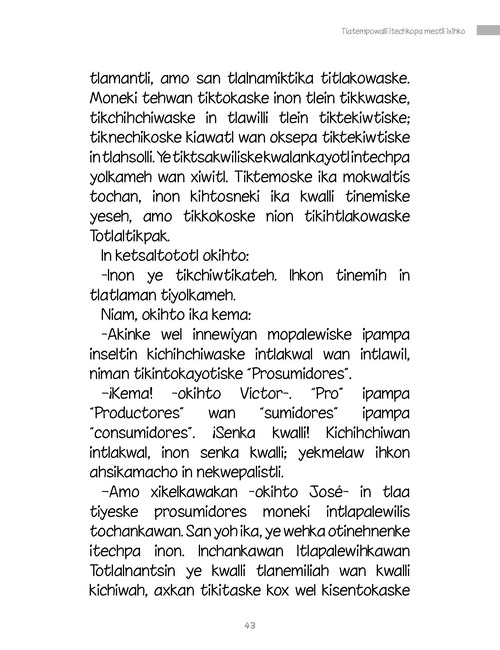 Tlatempowalli itechkopa mestli ixihko
tlamantli, amo san tlalnamiktika titlakowaske.
Moneki tehwan tiktokaske inon tlein tikkwaske,
tikchihchiwaske in tlawilli tlein tiktekiwtiske;
tiknechikoske kiawatl wan oksepa tiktekiwtiske
in tlahsolli. Ye tiktsakwiliske kwalankayotl intechpa
yolkameh wan xiwitl. Tiktemoske ika mokwaltis
tochan, inon kihtosneki ika kwalli tinemiske
yeseh, amo tikkokoske nion tikihtlakowaske
Totlaltikpak.
In ketsaltototl okihto:
-Inon ye tikchiwtikateh. Ihkon tinemih in
tlatlaman tiyolkameh.
Niam, okihto ika kema:
-Akinke wel innewiyan mopalewiske ipampa
inseltin kichihchiwaske intlakwal wan intlawil,
niman tikintokayotiske "Prosumidores".
—¡Kema! -okihto Victor-. "Pro" ipampa
"Productores" wan "sumidores" ipampa
"consumidores". ¡Senka kwalli! Kichihchiwan
intlakwal, inon senka kwalli; yekmelaw ihkon
ahsikamacho in nekwepalistli.
—Amo xikelkawakan -okihto José- in tlaa
tiyeske prosumidores moneki intlapalewilis
tochankawan. San yoh ika, ye wehka otinehnenke
itechpa inon. Inchankawan Itlapalewihkawan
Totlalnantsin ye kwalli tlanemiliah wan kwalli
kichiwah, axkan tikitaske kox wel kisentokaske
43